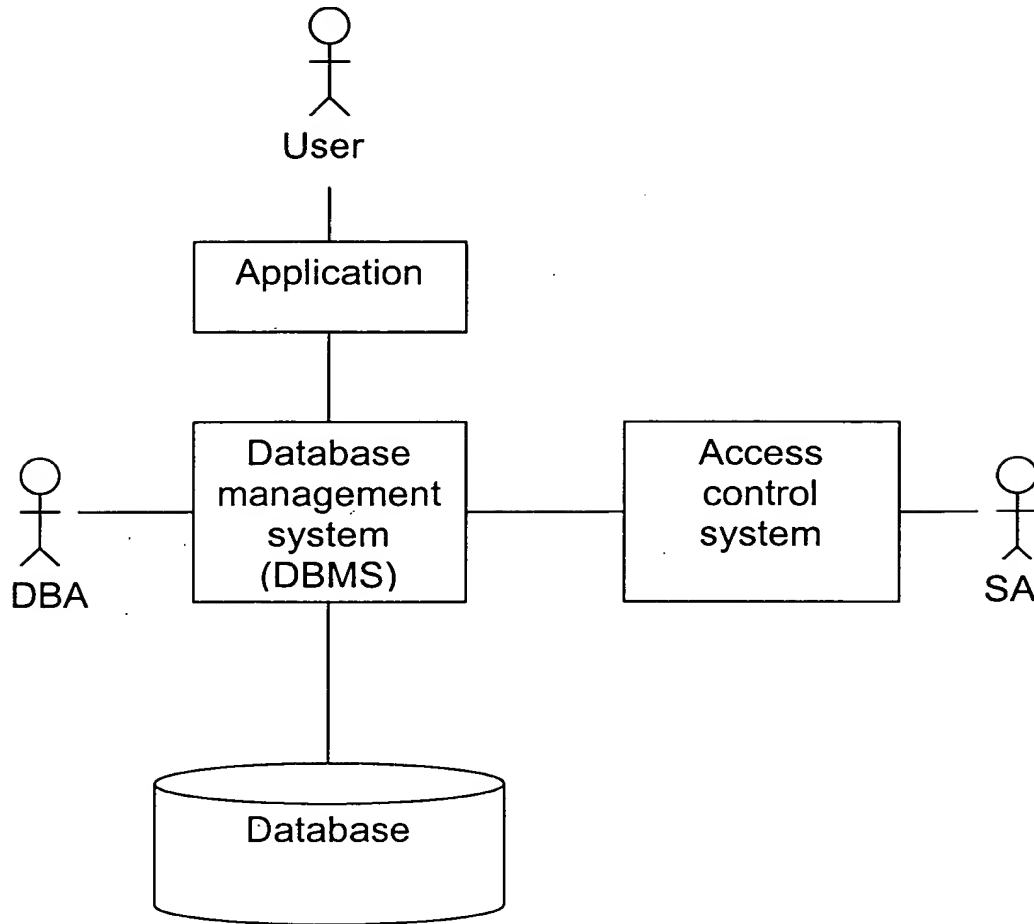 User
Application
Database
management
system
(DBMS)
Access
control
system
DBA
SA
Database